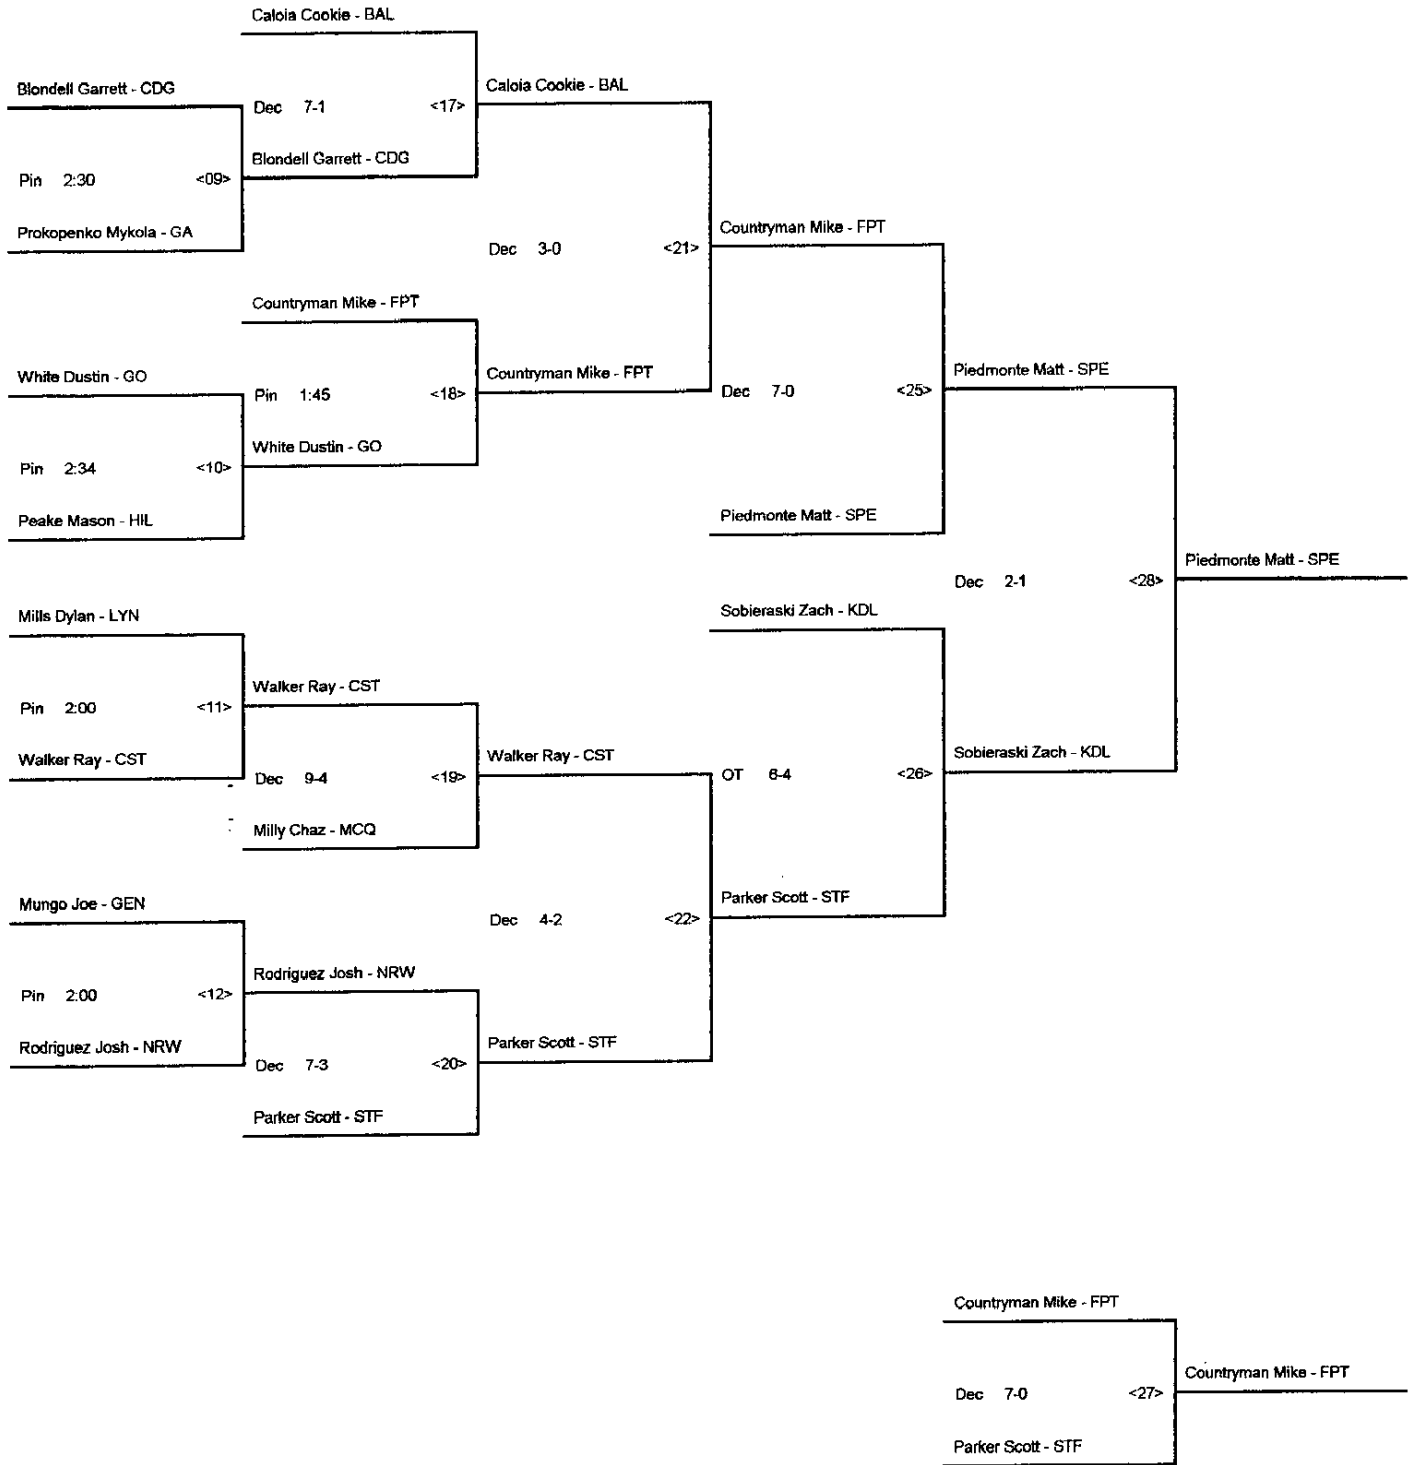 Caloia Cookie - BAL
Blondell Garrett - CDG
Dec 7-1 <17>
Caloia Cookie - BAL
Blondell Garrett - CDG
Pin 2:30 <09>
Prokopenko Mykola - GA
Dec 3-0 <21>
Countryman Mike - FPT
Countryman Mike - FPT
White Dustin - GO
Pin 1:45 <18>
Countryman Mike - FPT
White Dustin - GO
Pin 2:34 <10>
Peake Mason - HIL
Dec 7-0 <25>
Piedmonte Matt - SPE
Piedmonte Matt - SPE
Dec 2-1 <28>
Piedmonte Matt - SPE
Mills Dylan - LYN
Sobieraski Zach - KDL
Walker Ray - CST
Pin 2:00 <11>
Walker Ray - CST
Dec 9-4 <19>
Walker Ray - CST
Milly Chaz - MCQ
OT 6-4 <26>
Sobieraski Zach - KDL
Mungo Joe - GEN
Dec 4-2 <22>
Parker Scott - STF
Rodriguez Josh - NRW
Pin 2:00 <12>
Rodriguez Josh - NRW
Dec 7-3 <20>
Parker Scott - STF
Parker Scott - STF
Countryman Mike - FPT
Dec 7-0 <27>
Countryman Mike - FPT
Parker Scott - STF